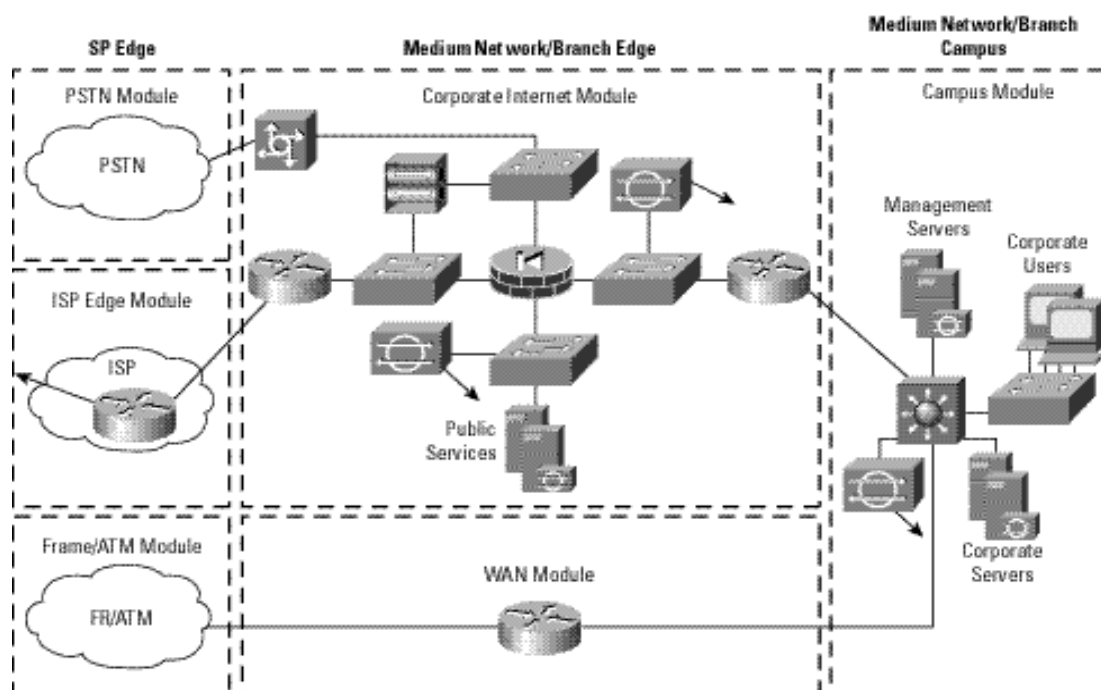 SP Edge
Medium Network/Branch Edge
Medium Network/Branch
Campus
PSTN Module
PSTN
Corporate Internet Module
Campus Module
Management
Servers
Corporate
Users
ISP Edge Module
ISP
Public
Services
Corporate
Servers
Frame/ATM Module
FR/ATM
WAN Module